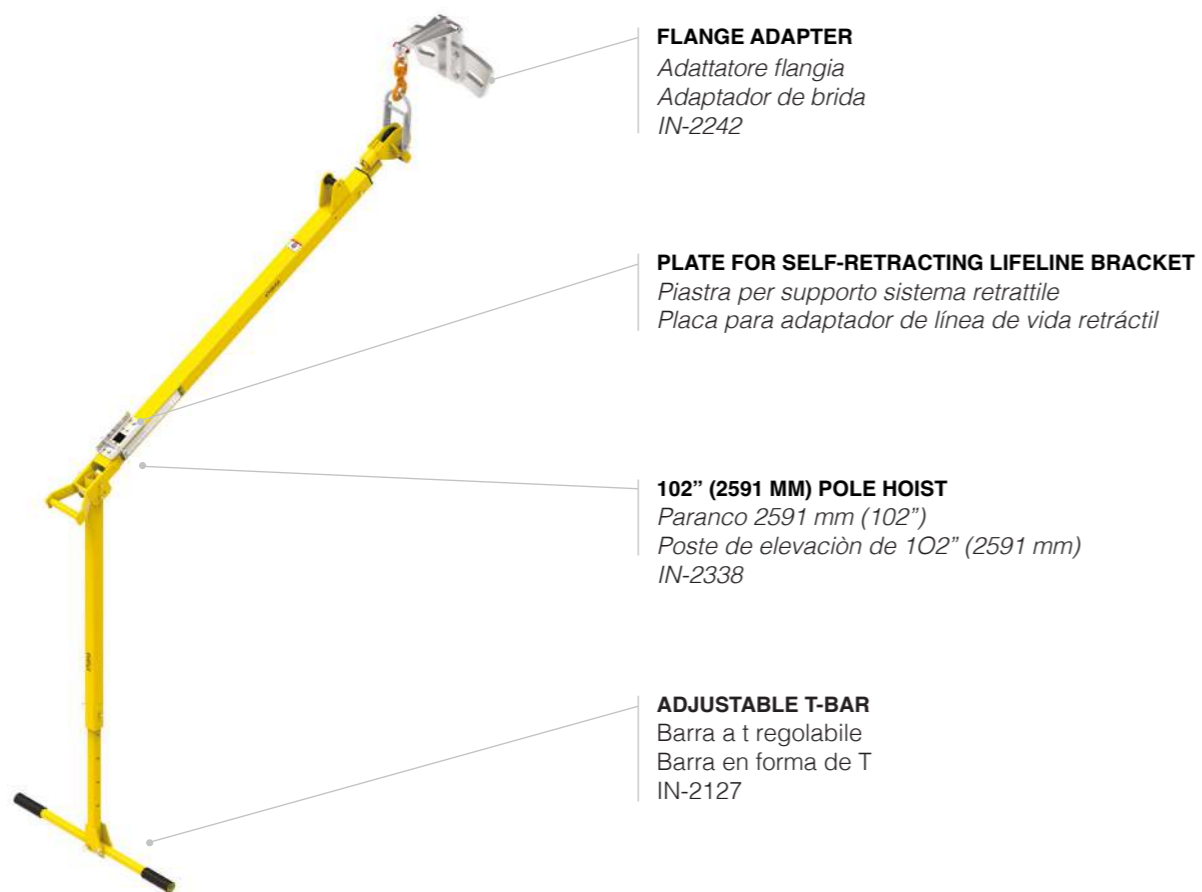 FLANGE ADAPTER
Adattatore flangia
Adaptador de brida
IN-2242
PLATE FOR SELF-RETRACTING LIFELINE BRACKET
Piastra per supporto sistema retrattile
Placa para adaptador de línea de vida retráctil
102” (2591 MM) POLE HOIST
Paranco 2591 mm (102”)
Poste de elevaciòn de 1O2” (2591 mm)
IN-2338
ADJUSTABLE T-BAR
Barra a t regolabile
Barra en forma de T
IN-2127